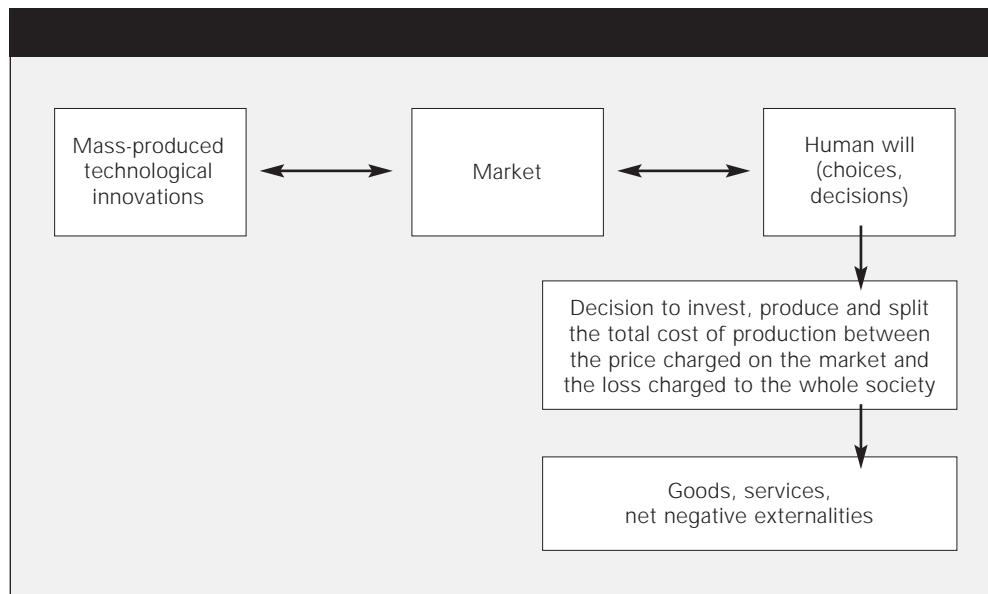 Mass-produced
technological
innovations
Market
Human will
(choices,
decisions)
Decision to invest, produce and split
the total cost of production between
the price charged on the market and
the loss charged to the whole society
Goods, services,
net negative externalities